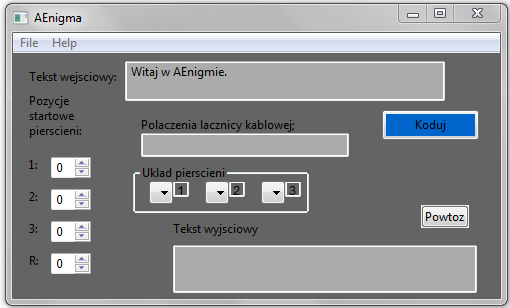 AEnigma
File Help
Tekst wejsciowy: Witaj w AEnigmie.
Pozycje
startowe
pierscieni:
Polaczenia lacznicy kablowej;
Koduj
Uklad pierscieni
1: 0
1 2 3
2: 0
3: 0
Powtoz
Tekst wyjsciowy
R: 0